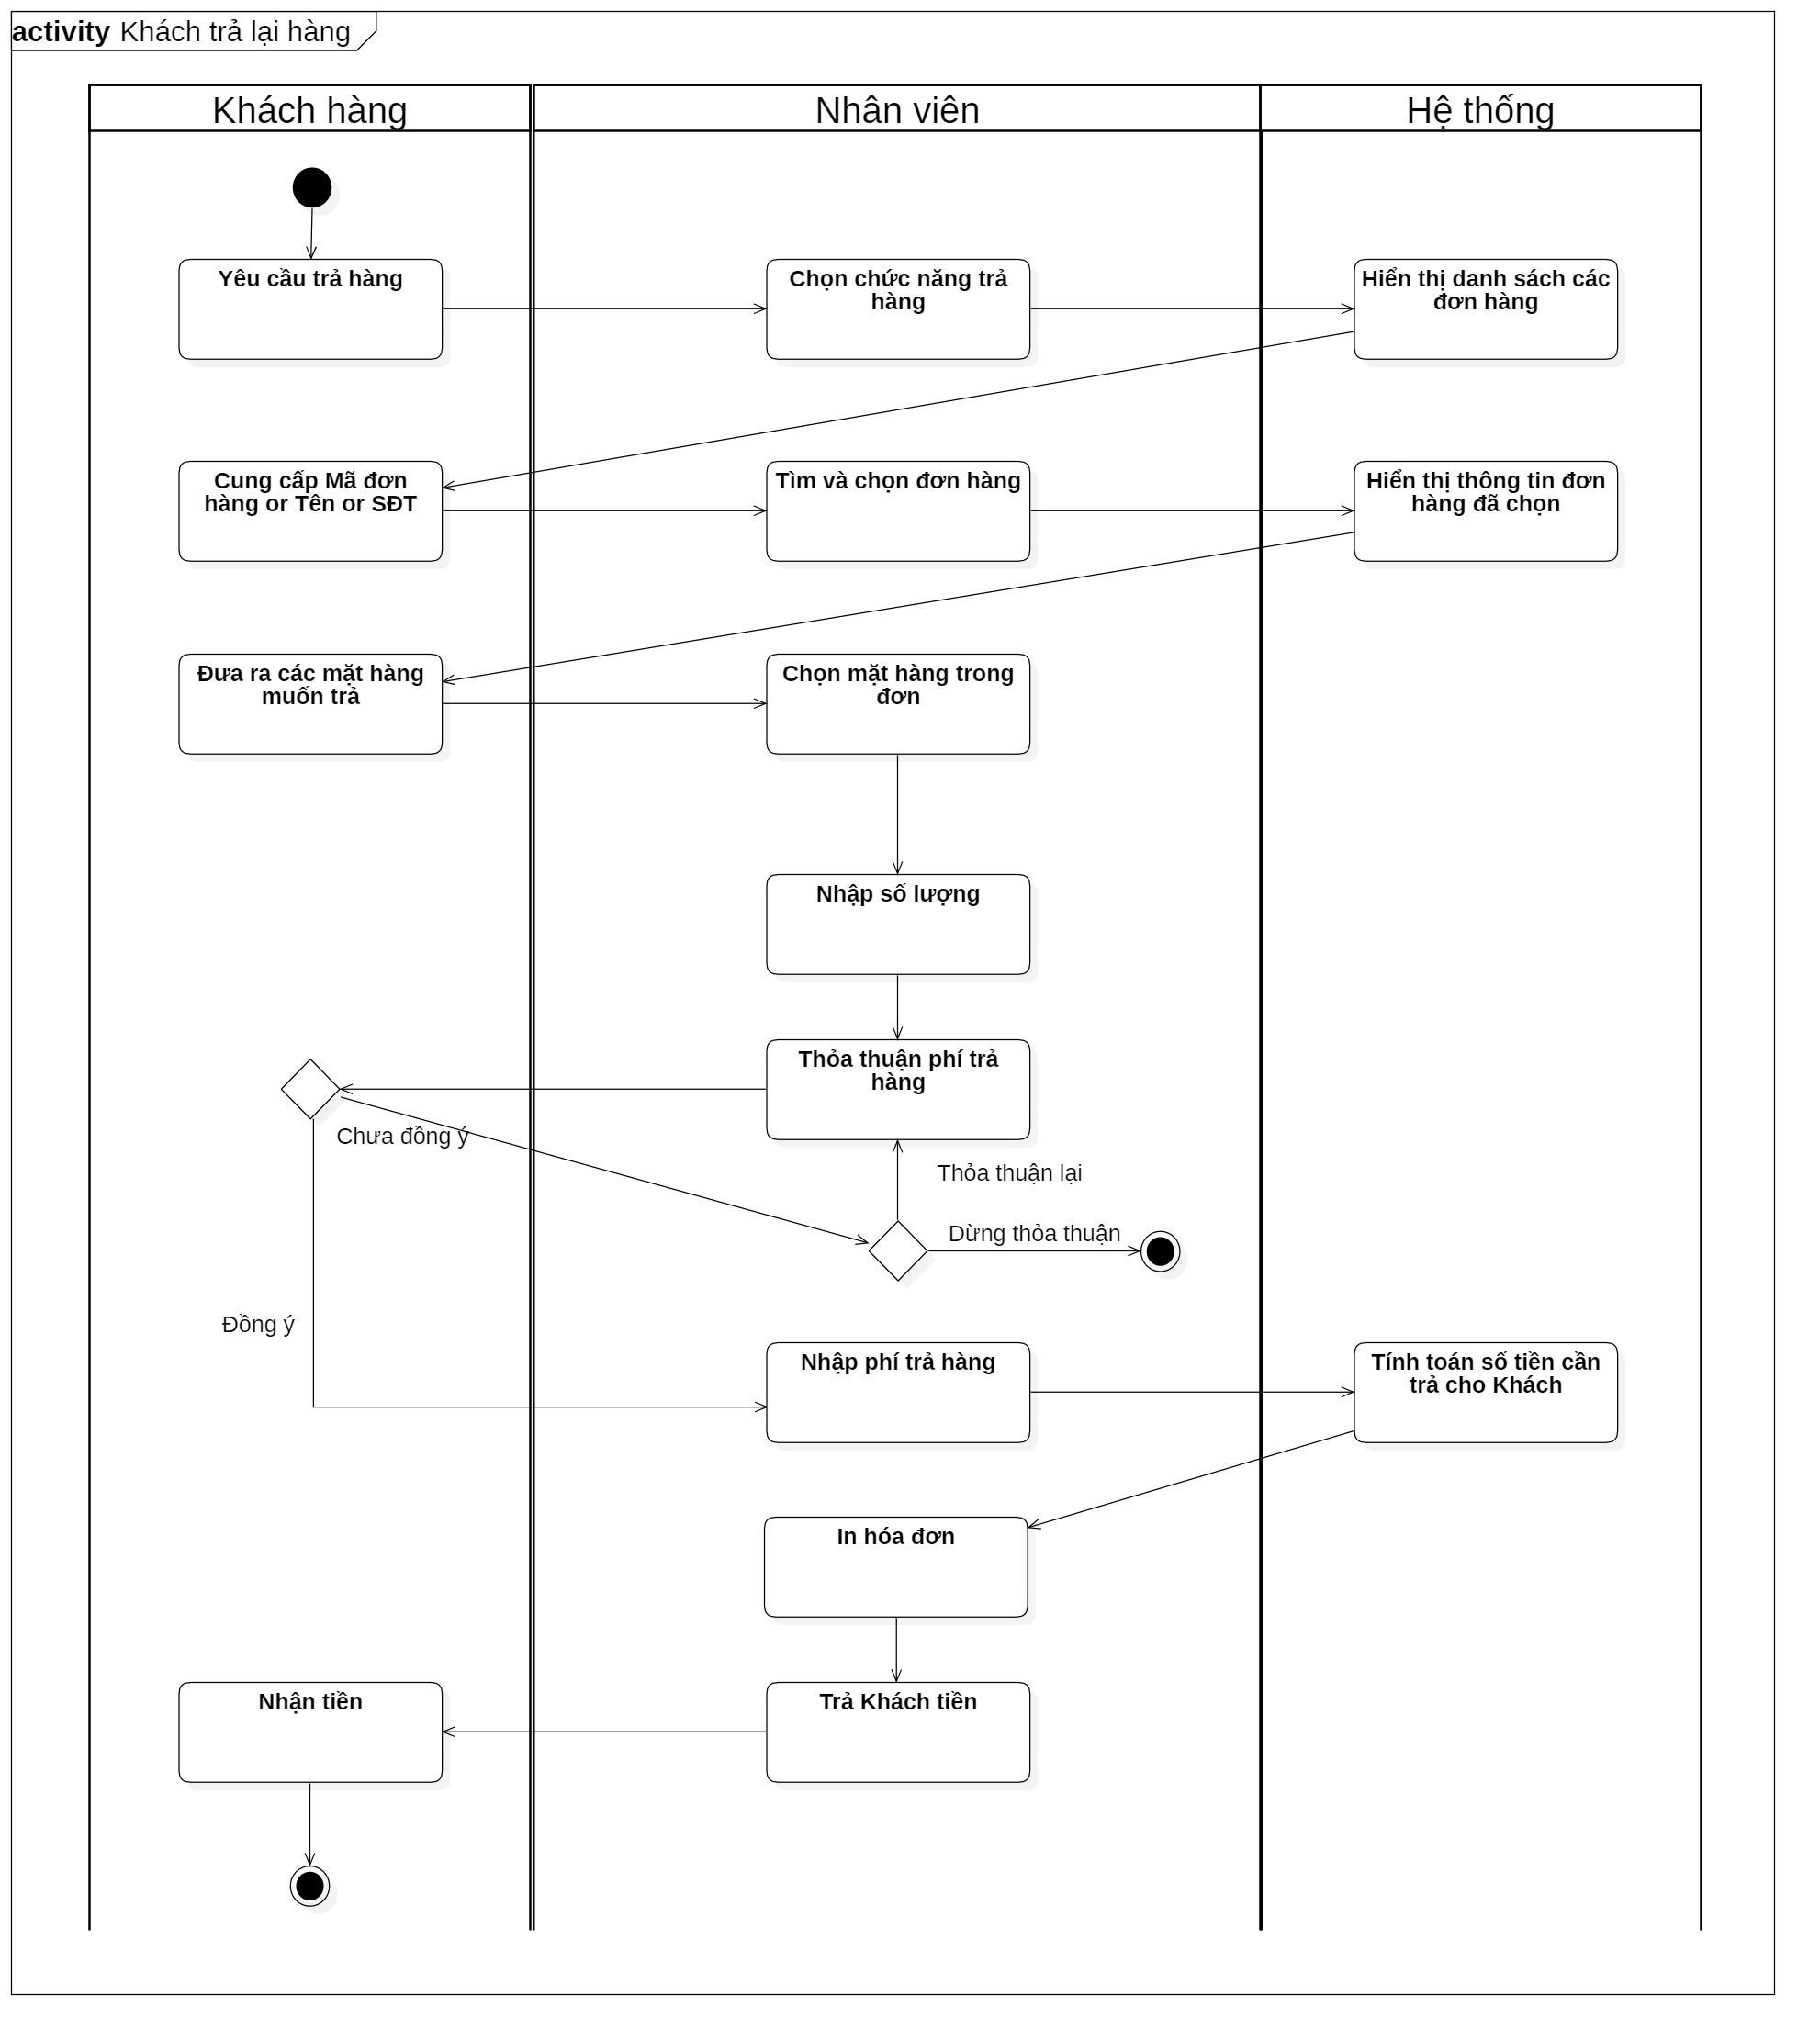 activity Khách trả lại hàng
Khách hàng
Nhân viên
Hệ thống
Yêu cầu trả hàng
Chọn chức năng trả
hàng
Hiển thị danh sách các
đơn hàng
Cung cấp Mã đơn
hàng or Tên or SĐT
Tìm và chọn đơn hàng
Hiển thị thông tin đơn
hàng đã chọn
Đưa ra các mặt hàng
muốn trả
Chọn mặt hàng trong
đơn
Nhập số lượng
Thỏa thuận phí trả
hàng
Chưa đồng ý
Thỏa thuận lại
Dừng thỏa thuận
Đồng ý
Nhập phí trả hàng
Tính toán số tiền cần
trả cho Khách
In hóa đơn
Nhận tiền
Trả Khách tiền